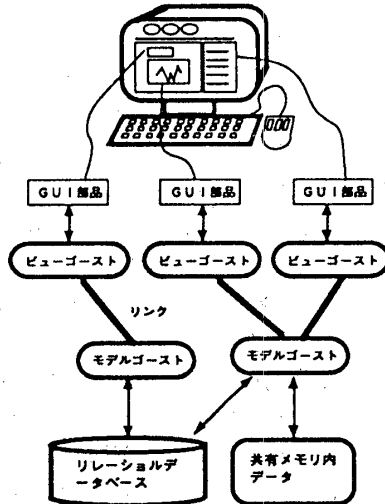 GUI部品
GUI部品
GUI部品
ビューゴースト
ビューゴースト
ビューゴースト
リンク
モデルゴースト
モデルゴースト
リレーショルデ
ータベース
共有メモリ内
データ